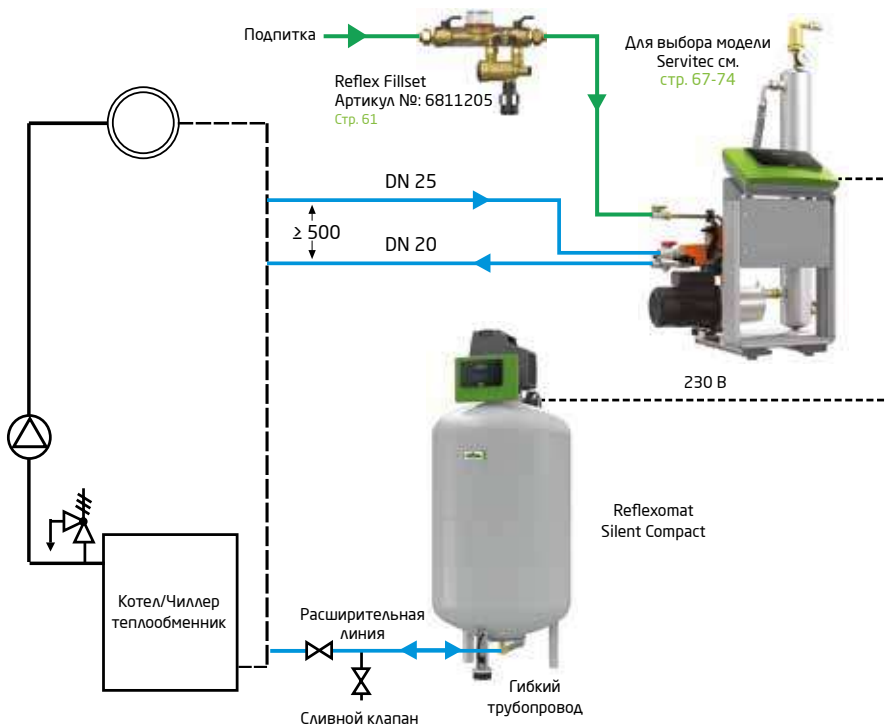 Подпитка
Reflex Fillset
Артикул №: 6811205
Стр. 61
Для выбора модели
Servitec см.
стр. 67-74
DN 25
≥ 500
DN 20
230 В
Reflexomat
Silent Compact
Котел/Чиллер
теплообменник
Расширительная
линия
Сливной клапан
Гибкий
трубопровод